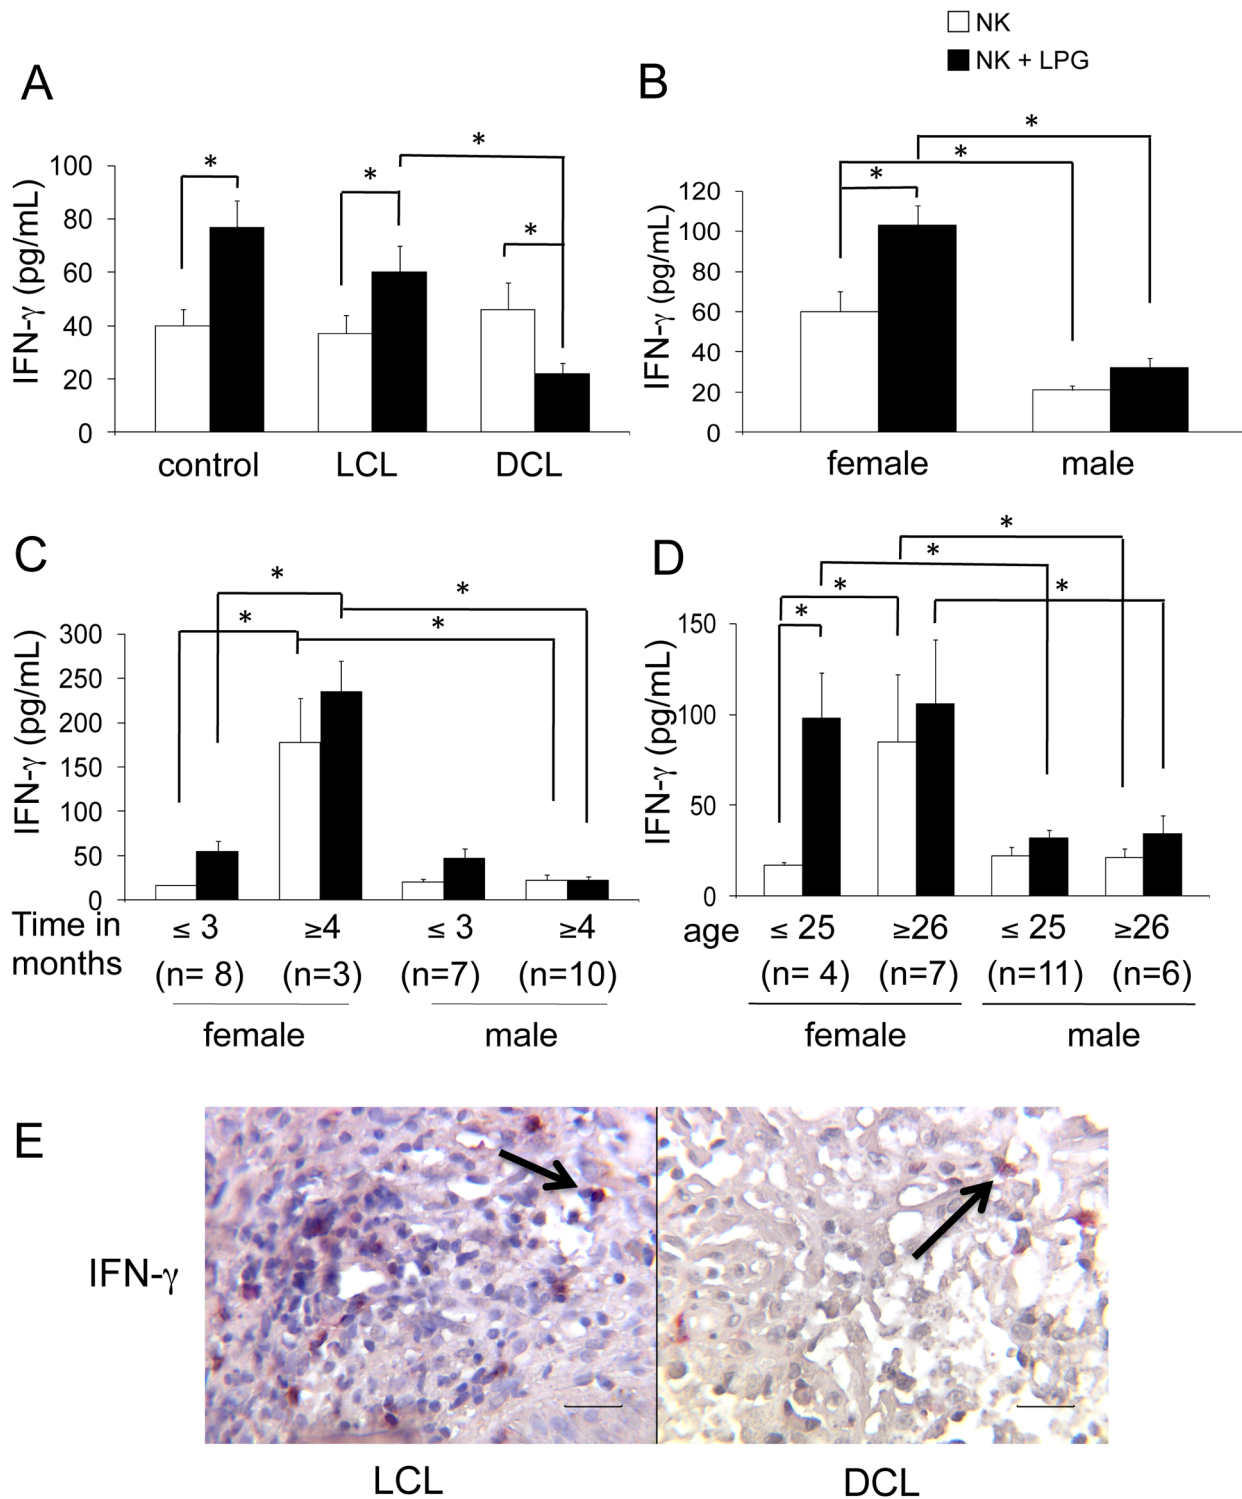 NK
NK + LPG
A
IFN-γ (pg/mL)
100
80
60
40
20
0
* * * *
control LCL DCL
B
IFN-γ (pg/mL)
120
100
80
60
40
20
0
* * *
female male
C
IFN-γ (pg/mL)
300
250
200
150
100
50
0
* * * *
Time in months
≤ 3 ≥4 ≤ 3 ≥4
(n= 8) (n=3) (n=7) (n=10)
female male
D
IFN-γ (pg/mL)
150
100
50
0
* * * * *
age ≤ 25 ≥26 ≤ 25 ≥26
(n= 4) (n=7) (n=11) (n=6)
female male
E
IFN-γ
LCL DCL